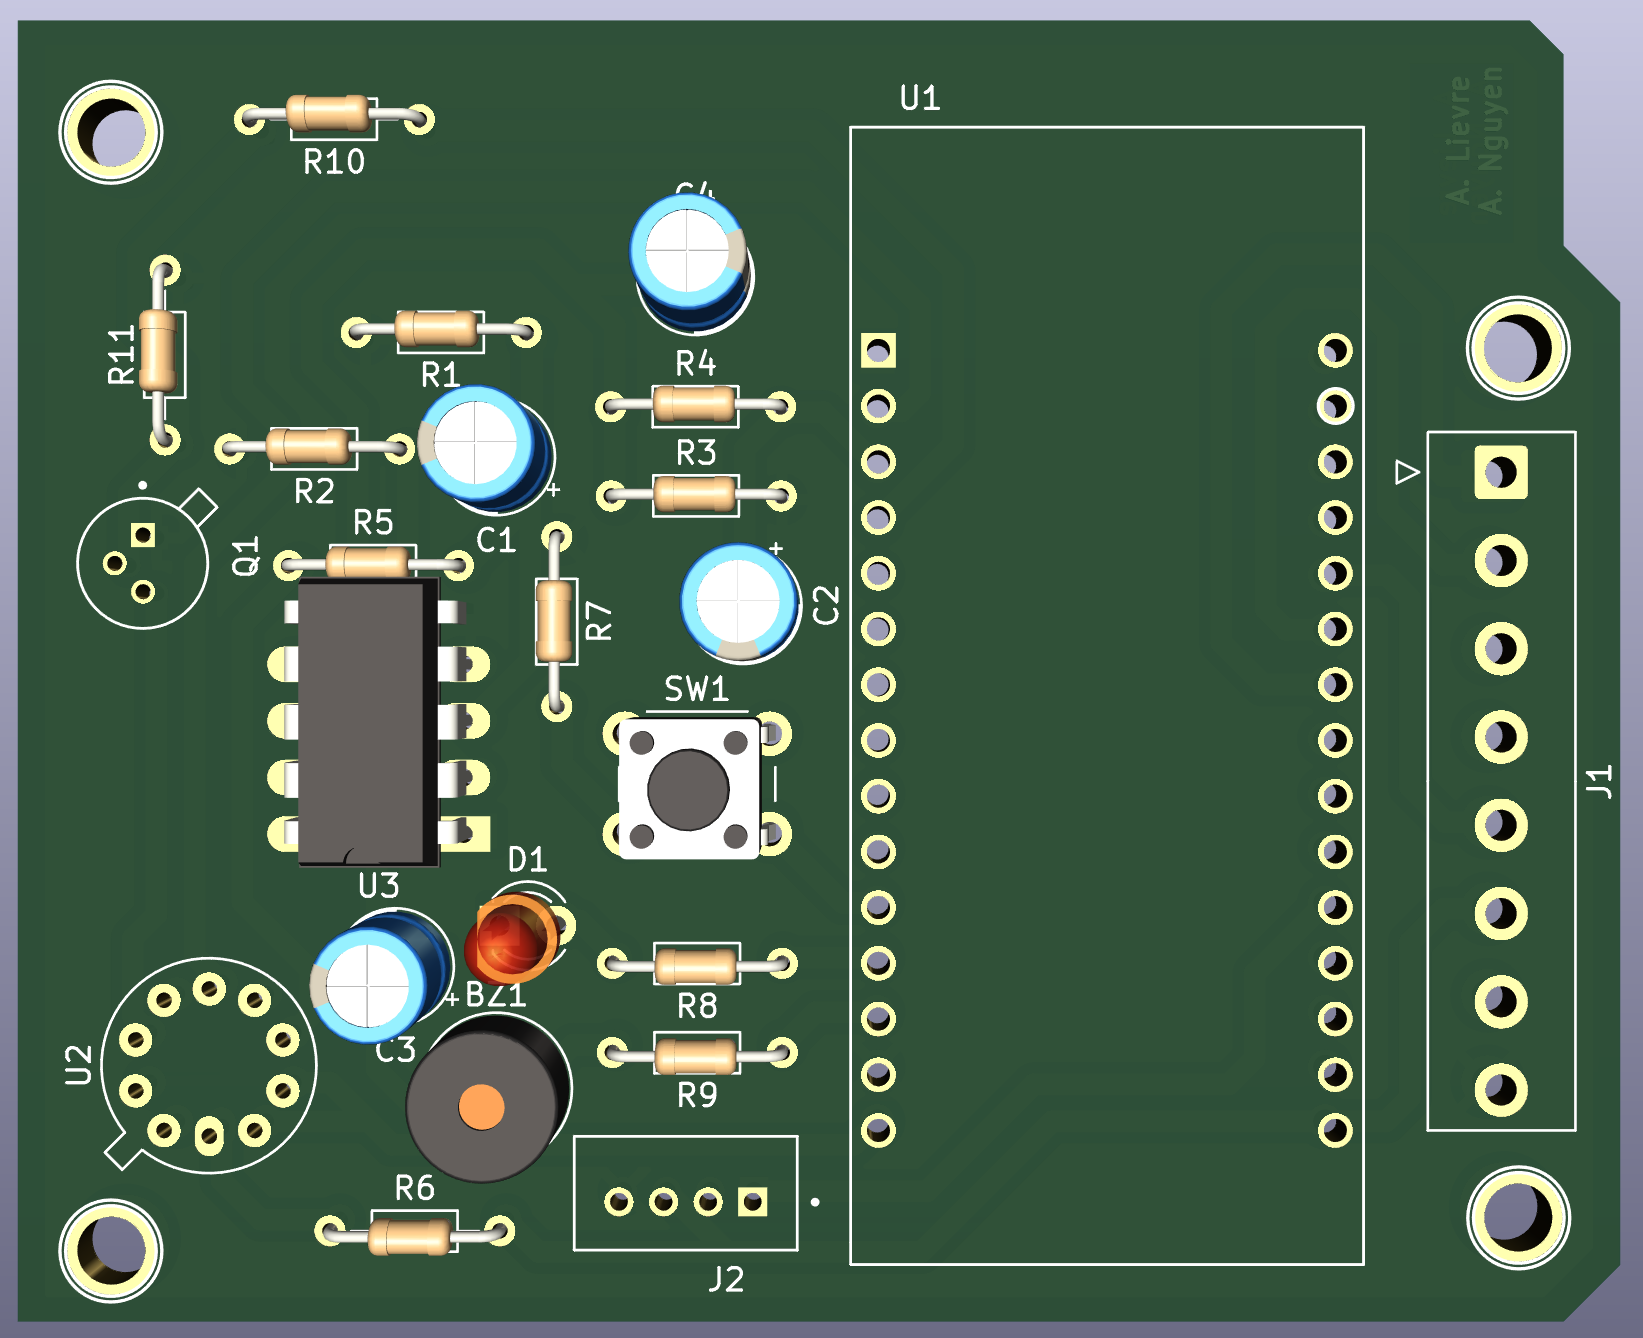 U1
A. Lievre
A. Nguyen
R10
C4
R11
R1
R4
R3
R2
C1
+
R5
Q1
+
C2
R7
SW1
J1
D1
U3
BZ1
+
C3
R8
U2
R9
R6
J2